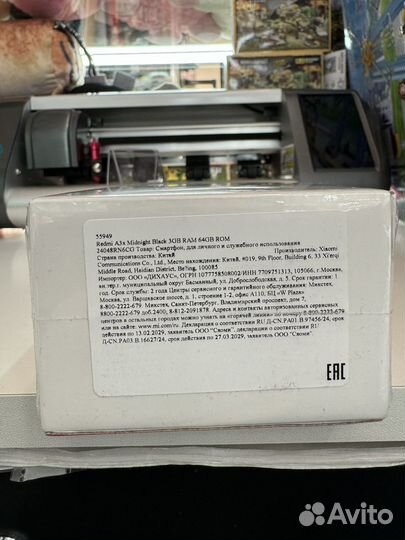 55949
Redmi A3x Midnight Black 3GB RAM 64GB ROM
24048RN6CG Товар: Смартфон, для личного и служебного использования
Страна производства: Китай Производитель: Xiaomi
Communications Co., Ltd., Место нахождения: Китай, #019, 9th Floor, Building 6, 33 Xi'erqi
Middle Road, Haidian District, Beijing, 100085
Импортер: ООО «ДИХАУС», ОГРН 1077758508002/ИНН 7709751313, 105066, г. Москва,
вн.тер.г. муниципальный округ Басманный, ул. Доброслободская, д. 5. Срок гарантии: 1
год. Срок службы: 2 года Центры сервисного и гарантийного обслуживания: Микстех,
Москва, ул. Варшавское шоссе, д. 1, строение 1-2, офис А110, БЦ «W Plaza»
8-800-2222-679, Микстех, Санкт-Петербург, Владимирский проспект, дом 7,
8800-2222-679 доб.2400, 8-812-2091878. Адреса и контакты авторизованных сервисных
центров в остальных городах можно узнать на «горячей линии» по номеру: 8-800-2222-679
или на сайте: www.mi.com/ru. Декларация о соответствии R1: Д-CN.РА01.В.97456/24, срок
действия по 13.02.2029, заявитель ООО "Своми". Декларация о соответствии R1/
Д-CN.РА03.В.16627/24, срок действия по 27.03.2029, заявитель ООО "Своми".
EAC
Avito